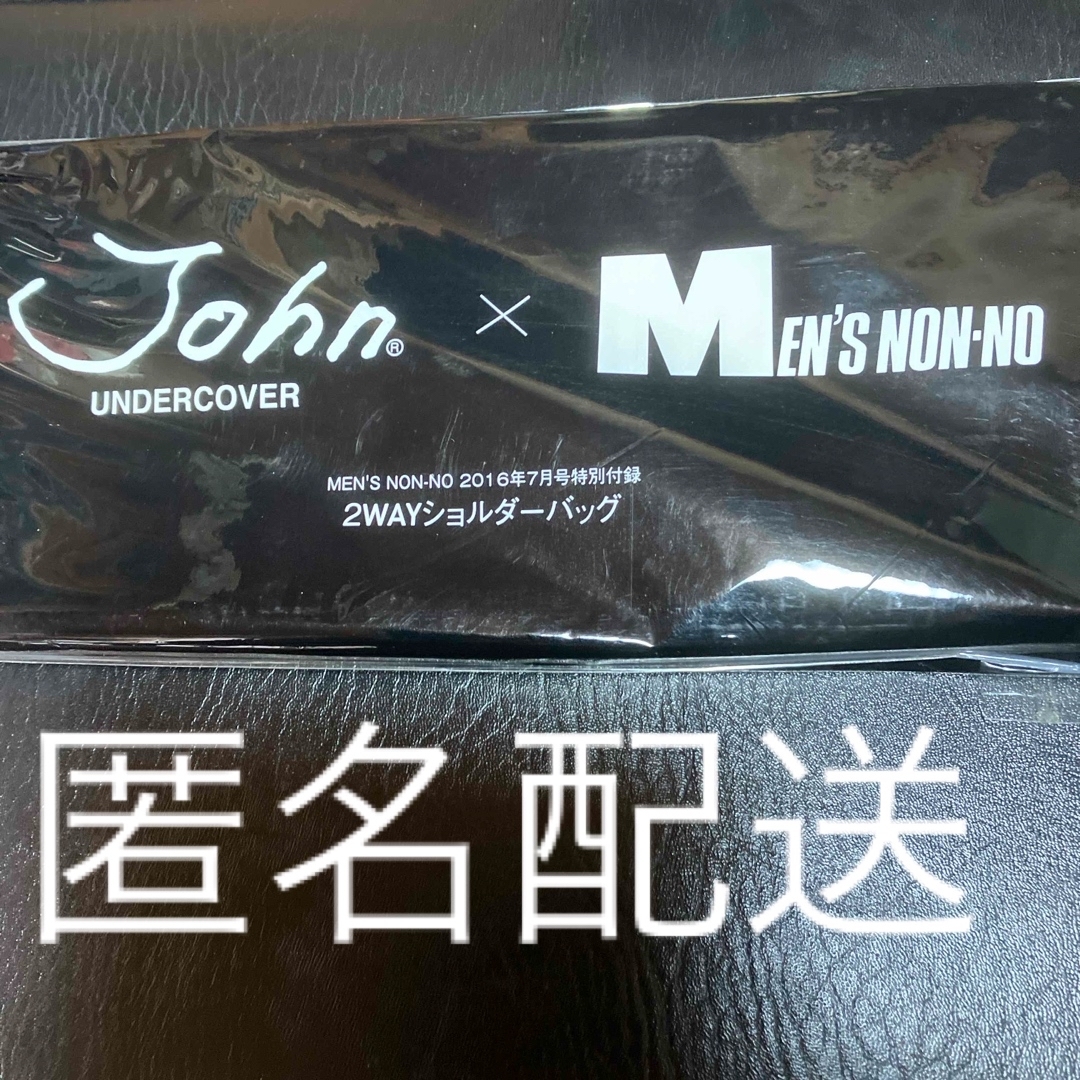 John® × MEN'S NON-NO
UNDERCOVER
MEN'S NON-NO 2016年7月号特別付録
2WAYショルダーバッグ
匿名配送